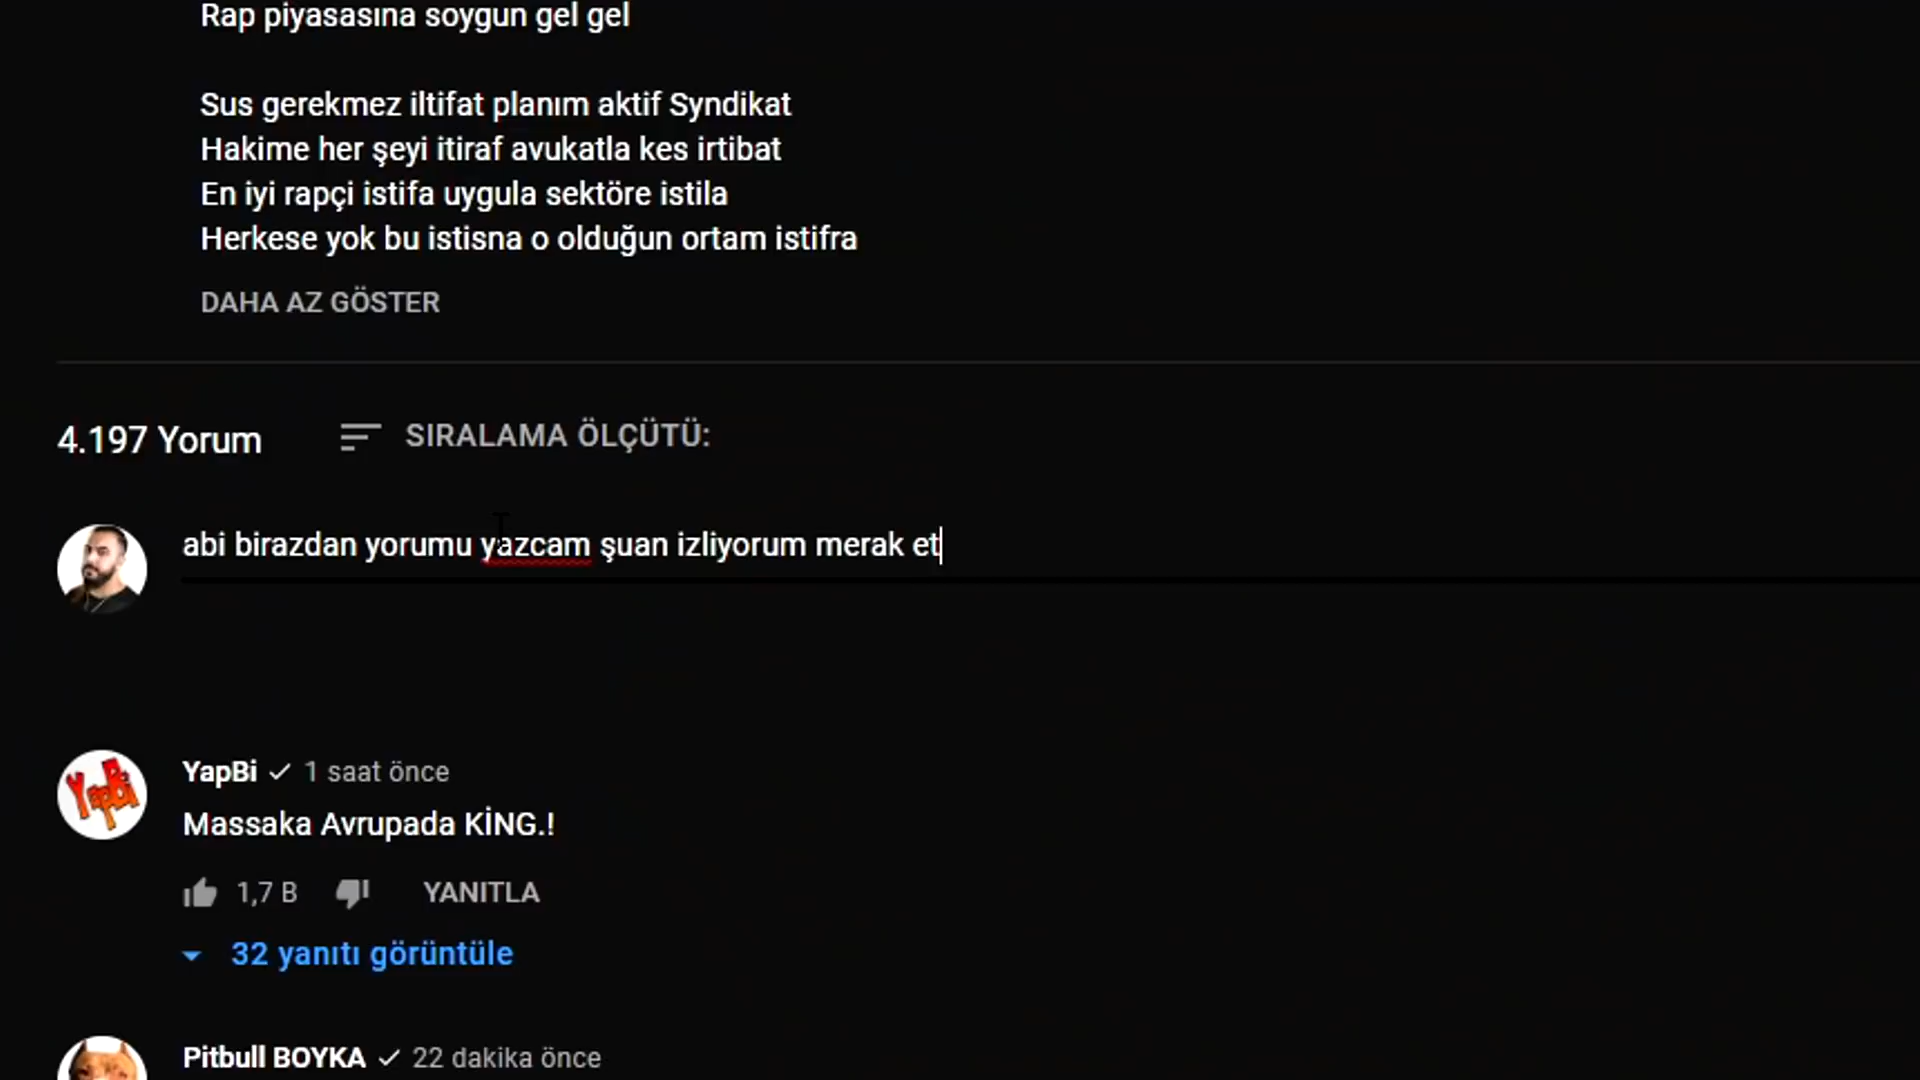 Rap piyasasına soygun gel gel
Sus gerekmez iltifat planım aktif Syndikat
Hakime her şeyi itiraf avukatla kes irtibat
En iyi rapçi istifa uygula sektöre istila
Herkese yok bu istisna o olduğun ortam istifra
DAHA AZ GÖSTER
4.197 Yorum SIRALAMA ÖLÇÜTÜ:
abi birazdan yorumu yazcam şuan izliyorum merak et
YapBi
YapBi 1 saat önce
Massaka Avrupada KİNG.!
1,7 B YANITLA
32 yanıtı görüntüle
Pitbull BOYKA 22 dakika önce